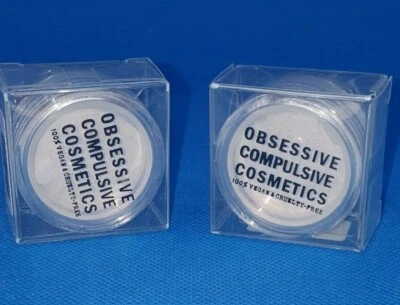 OBSESSIVE
COMPULSIVE
COSMETICS
100% VEGAN & CRUELTY-FREE
OBSESSIVE
COMPULSIVE
COSMETICS
100% VEGAN & CRUELTY-FREE